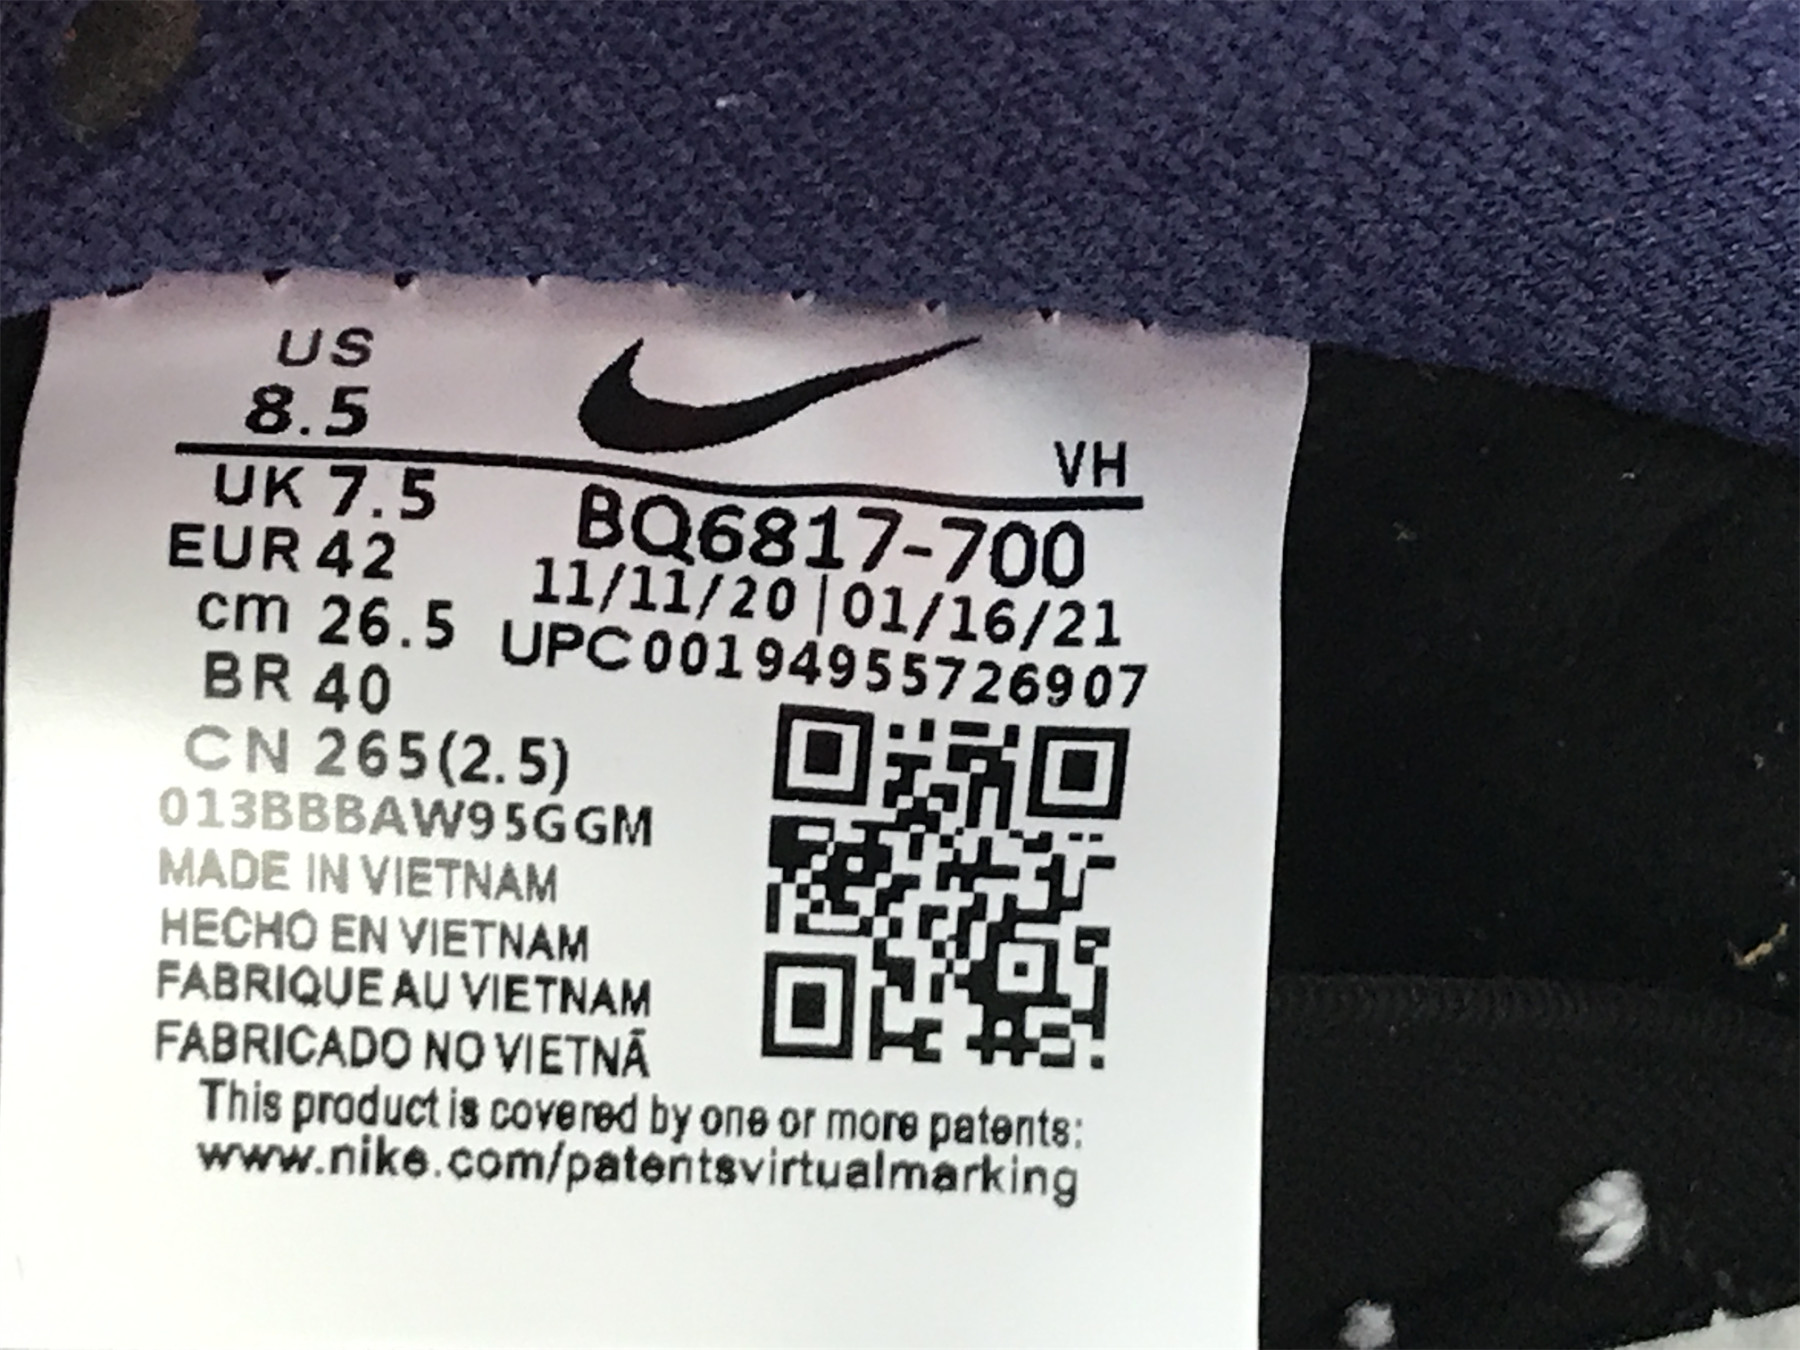 US
8.5
VH
UK 7.5
BQ6817-700
EUR 42
11/11/20 | 01/16/21
cm 26.5
UPC00194955726907
BR 40
CN 265(2.5)
013BBBAW95GGM
MADE IN VIETNAM
HECHO EN VIETNAM
FABRIQUE AU VIETNAM
FABRICADO NO VIETNÃ
This product is covered by one or more patents:
www.nike.com/patentsvirtualmarking